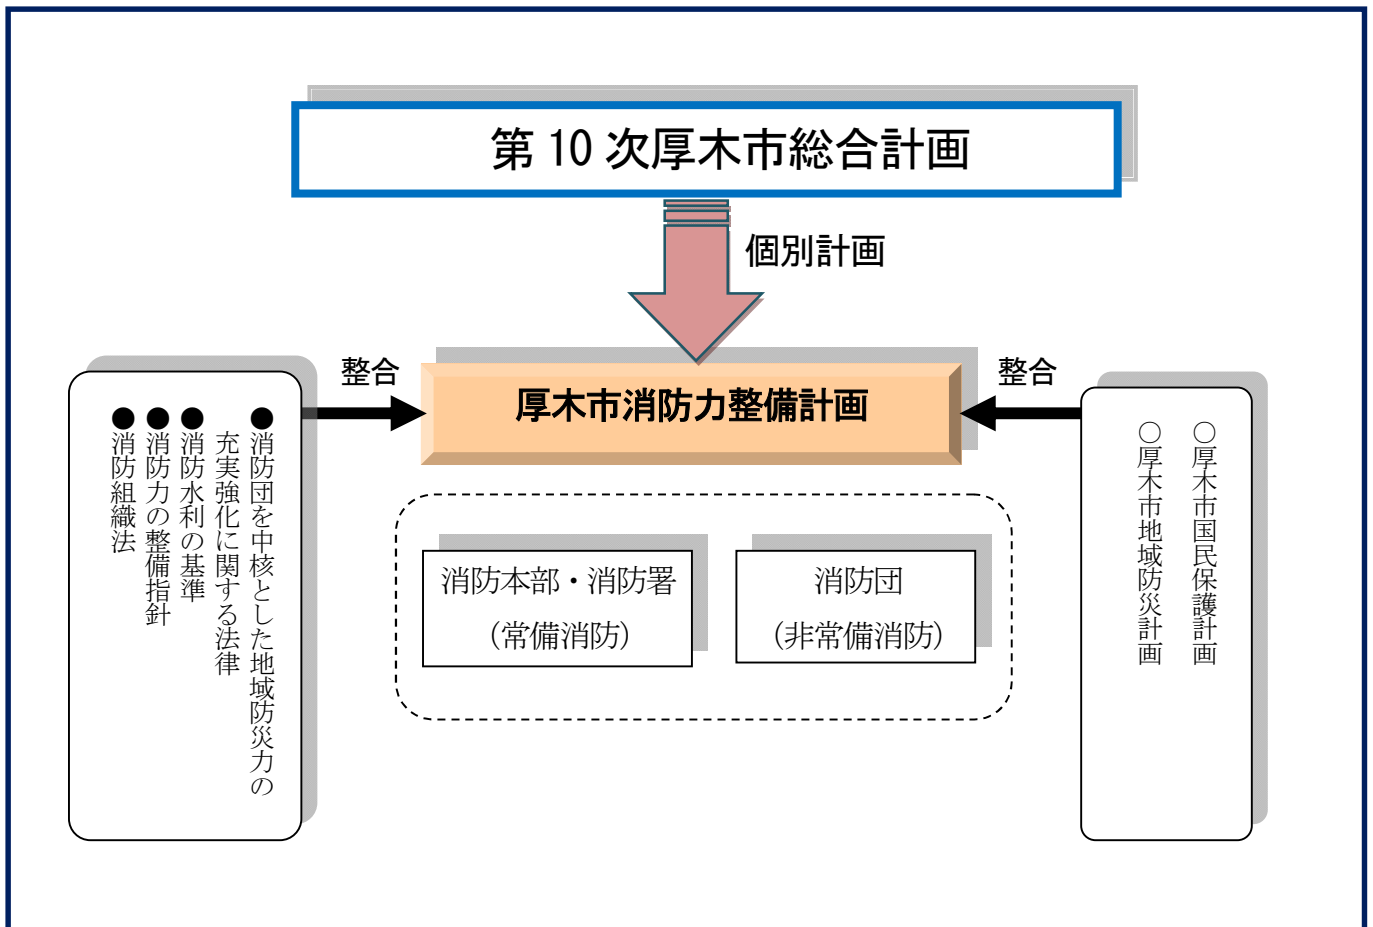 第10次厚木市総合計画
個別計画
整合
厚木市消防力整備計画
整合
●消防団を中核とした地域防災力の
充実強化に関する法律
●消防水利の基準
●消防力の整備指針
●消防組織法
消防本部・消防署
（常備消防）
消防団
（非常備消防）
○厚木市国民保護計画
○厚木市地域防災計画